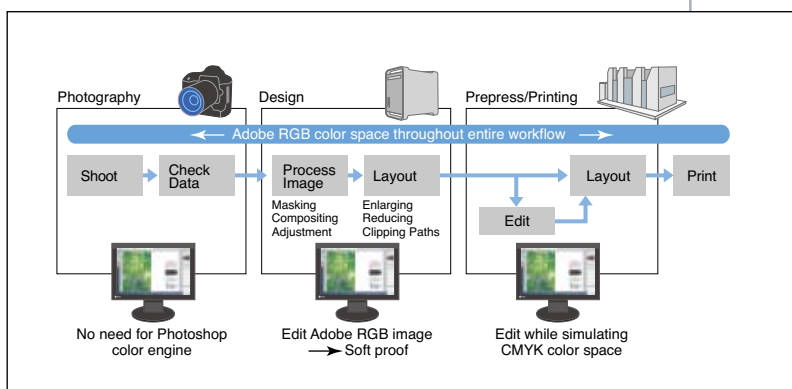 Photography
Design
Prepress/Printing
Adobe RGB color space throughout entire workflow
Shoot
Check
Data
Process
Image
Layout
Layout
Print
Masking
Compositing
Adjustment
Enlarging
Reducing
Clipping Paths
Edit
No need for Photoshop
color engine
Edit Adobe RGB image
Soft proof
Edit while simulating
CMYK color space